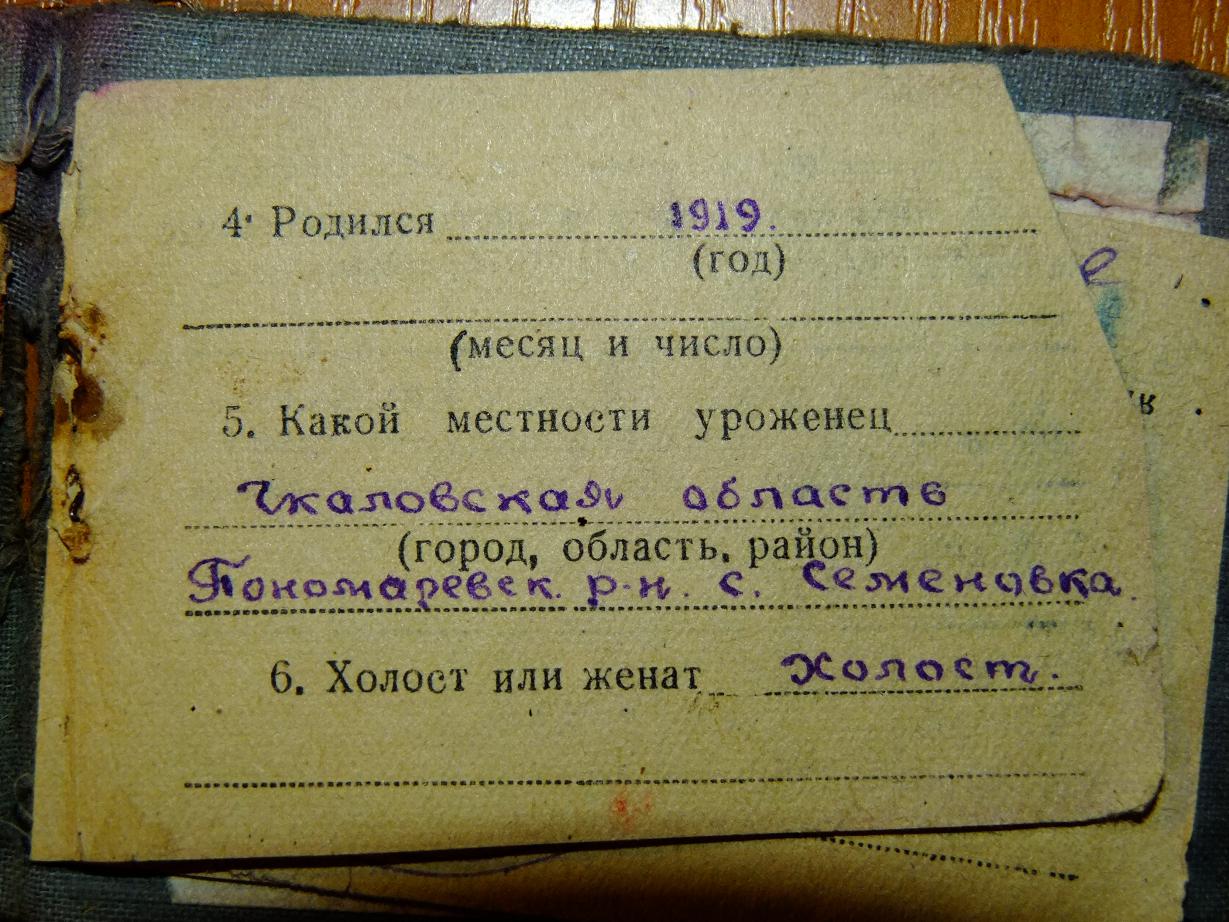 4. Родился 1919.
(год)
(месяц и число)
5. Какой местности уроженец
Чкаловская область
(город, область, район)
Пономаревск. р-н. с. Семеновка.
6. Холост или женат Холост.